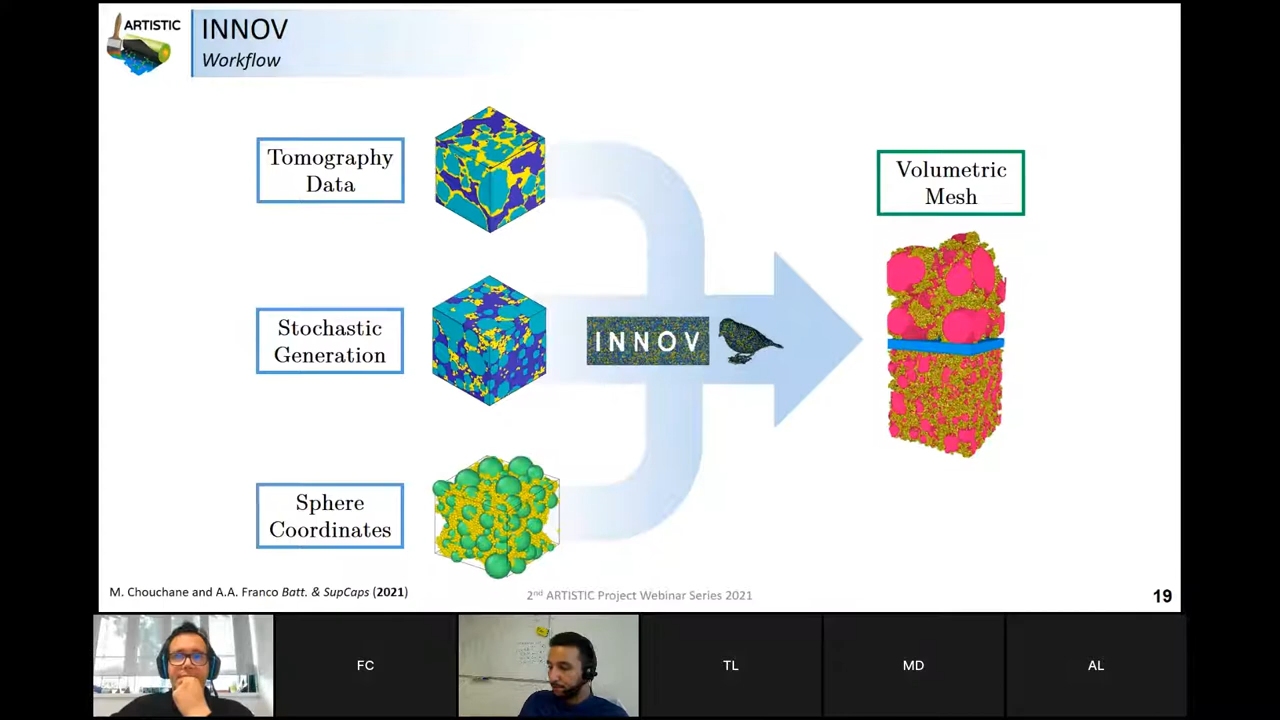 ARTISTIC
INNOV
Workflow
Tomography
Data
Volumetric
Mesh
Stochastic
Generation
INNOV
Sphere
Coordinates
M. Chouchane and A.A. Franco Batt. & SupCaps (2021)
2nd ARTISTIC Project Webinar Series 2021
19
FC
TL
MD
AL